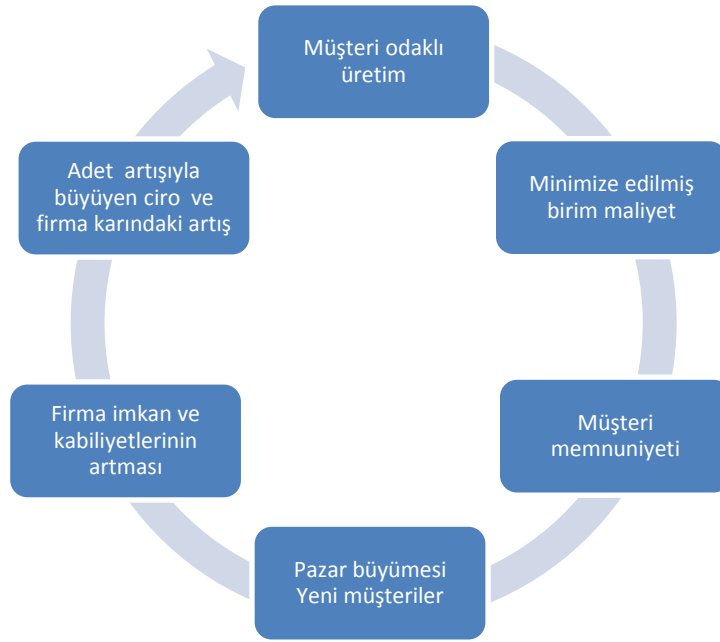 Müşteri odaklı
üretim
Minimize edilmiş
birim maliyet
Müşteri
memnuniyeti
Pazar büyümesi
Yeni müşteriler
Firma imkan ve
kabiliyetlerinin
artması
Adet artışıyla
büyüyen ciro ve
firma karındaki artış